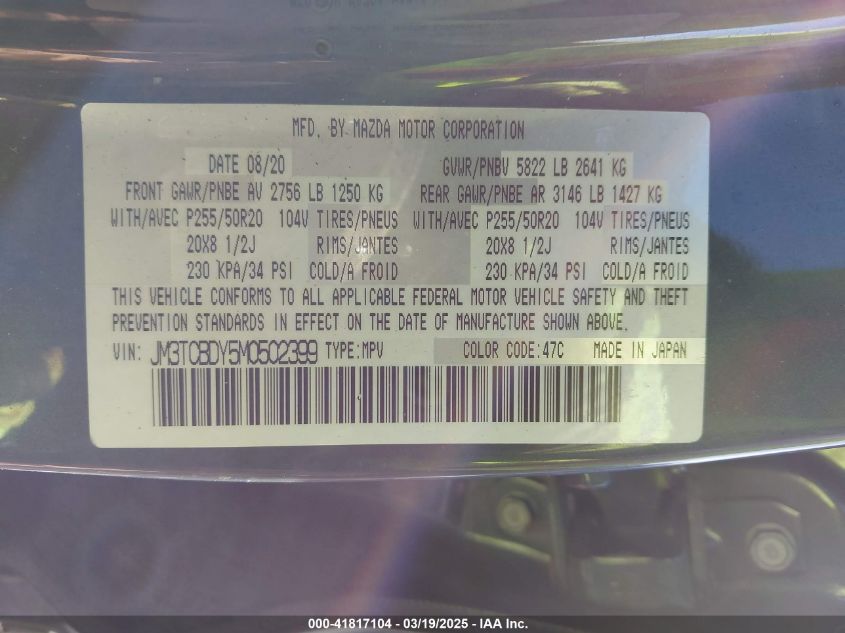 MFD. BY MAZDA MOTOR CORPORATION
DATE 08/20 GVWR/PNBV 5822 LB 2641 KG
FRONT GAWR/PNBE AV 2756 LB 1250 KG REAR GAWR/PNBE AR 3146 LB 1427 KG
WITH/AVEC P255/50R20 104V TIRES/PNEUS WITH/AVEC P255/50R20 104V TIRES/PNEUS
20X8 1/2J RIMS/JANTES 20X8 1/2J RIMS/JANTES
230 KPA/34 PSI COLD/A FROID 230 KPA/34 PSI COLD/A FROID
THIS VEHICLE CONFORMS TO ALL APPLICABLE FEDERAL MOTOR VEHICLE SAFETY AND THEFT
PREVENTION STANDARDS IN EFFECT ON THE DATE OF MANUFACTURE SHOWN ABOVE.
VIN: JM3TCBDY5M0502399 TYPE:MPV COLOR CODE:47C MADE IN JAPAN
000-41817104 - 03/19/2025 - IAA Inc.